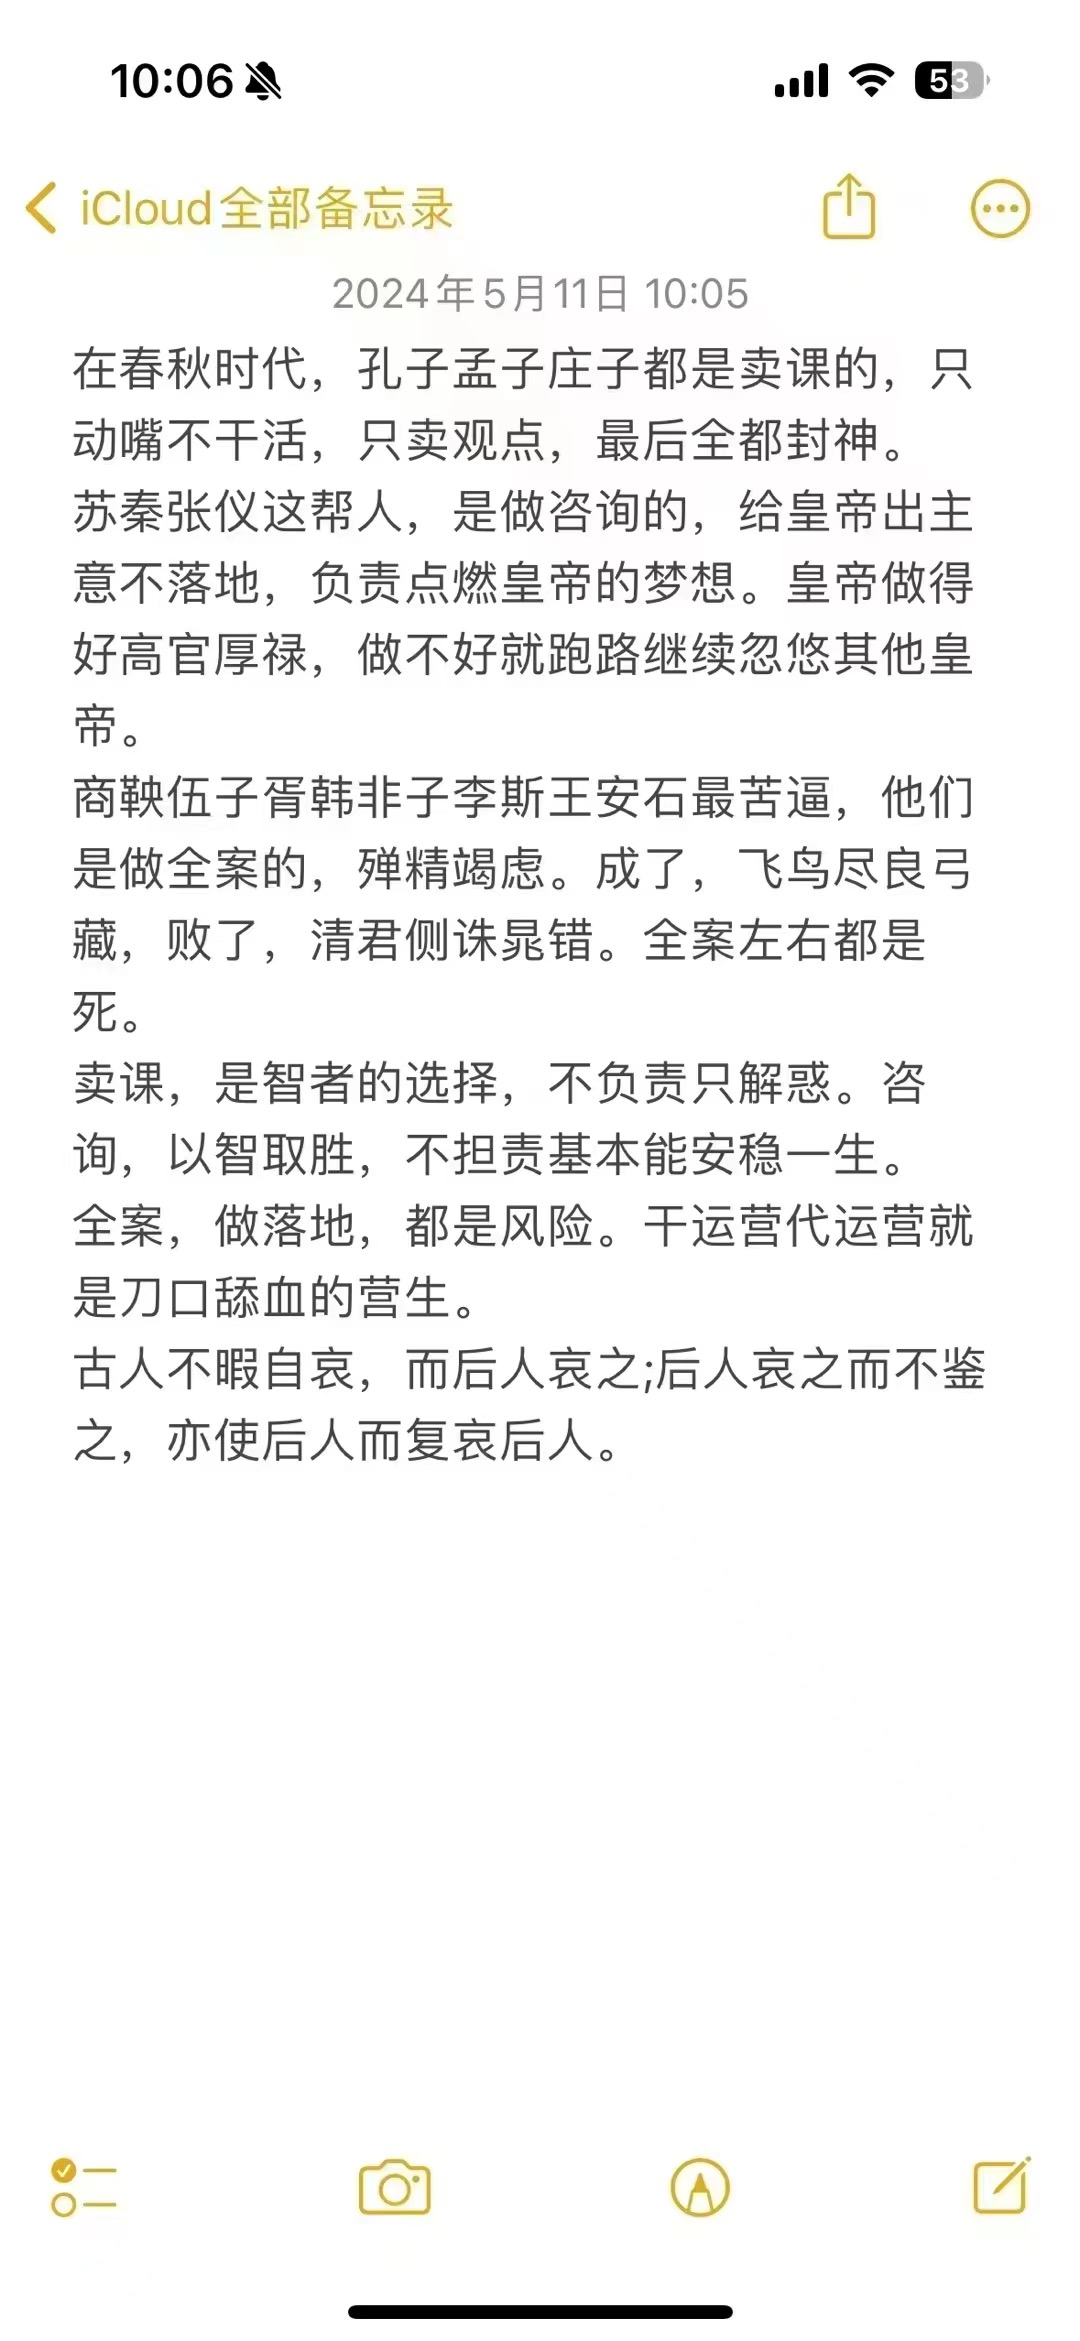 10:06
53
iCloud全部备忘录
2024年5月11日 10:05
在春秋时代，孔子孟子庄子都是卖课的，只
动嘴不干活，只卖观点，最后全都封神。
苏秦张仪这帮人，是做咨询的，给皇帝出主
意不落地，负责点燃皇帝的梦想。皇帝做得
好高官厚禄，做不好就跑路继续忽悠其他皇
帝。
商鞅伍子胥韩非子李斯王安石最苦逼，他们
是做全案的，殚精竭虑。成了，飞鸟尽良弓
藏，败了，清君侧诛晁错。全案左右都是
死。
卖课，是智者的选择，不负责只解惑。咨
询，以智取胜，不担责基本能安稳一生。
全案，做落地，都是风险。干运营代运营就
是刀口舔血的营生。
古人不暇自哀，而后人哀之;后人哀之而不鉴
之，亦使后人而复哀后人。